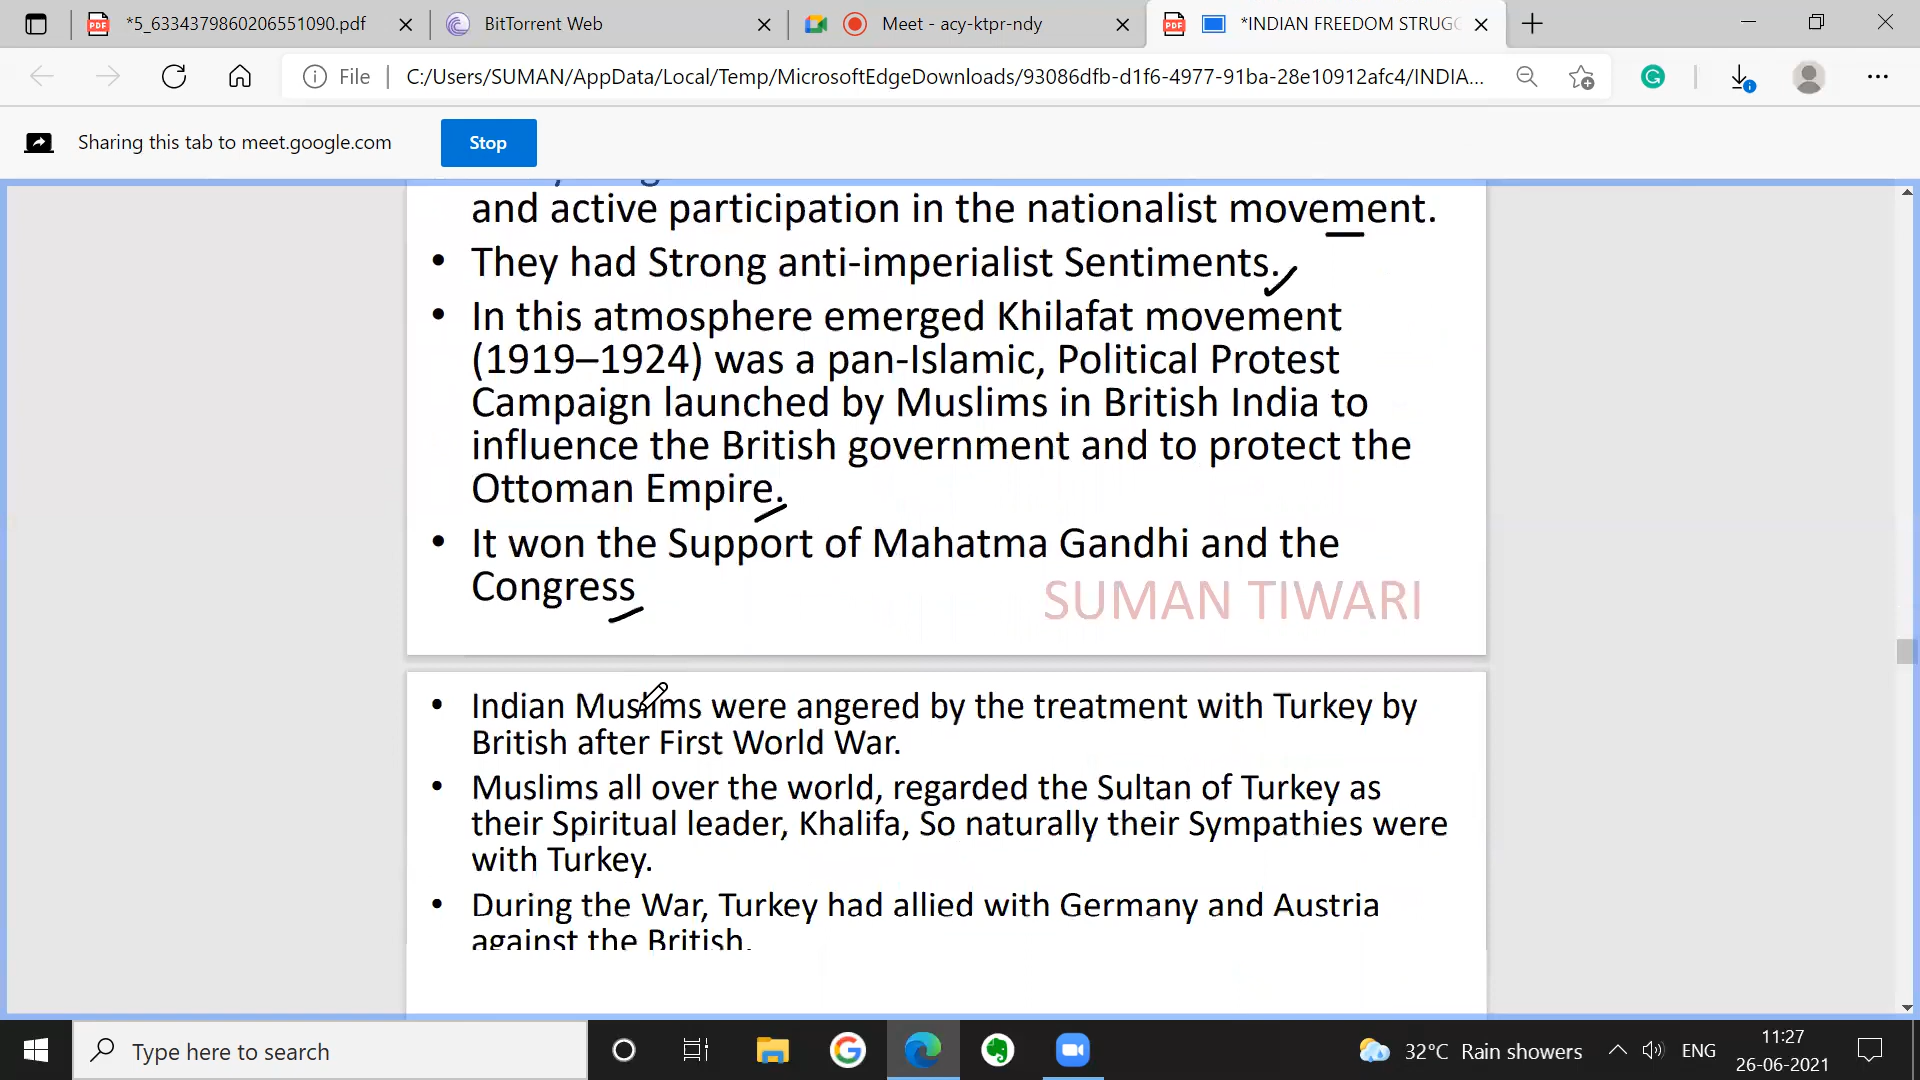 *5_6334379860206551090.pdf
BitTorrent Web
Meet - acy-ktpr-ndy
*INDIAN FREEDOM STRUGG
File
C:/Users/SUMAN/AppData/Local/Temp/MicrosoftEdgeDownloads/93086dfb-d1f6-4977-91ba-28e10912afc4/INDIA...
Sharing this tab to meet.google.com
Stop
and active participation in the nationalist movement.
• They had Strong anti-imperialist Sentiments.
• In this atmosphere emerged Khilafat movement
(1919–1924) was a pan-Islamic, Political Protest
Campaign launched by Muslims in British India to
influence the British government and to protect the
Ottoman Empire.
• It won the Support of Mahatma Gandhi and the
Congress
SUMAN TIWARI
• Indian Muslims were angered by the treatment with Turkey by
British after First World War.
• Muslims all over the world, regarded the Sultan of Turkey as
their Spiritual leader, Khalifa, So naturally their Sympathies were
with Turkey.
• During the War, Turkey had allied with Germany and Austria
against the British.
Type here to search
32°C Rain showers
ENG
11:27
26-06-2021